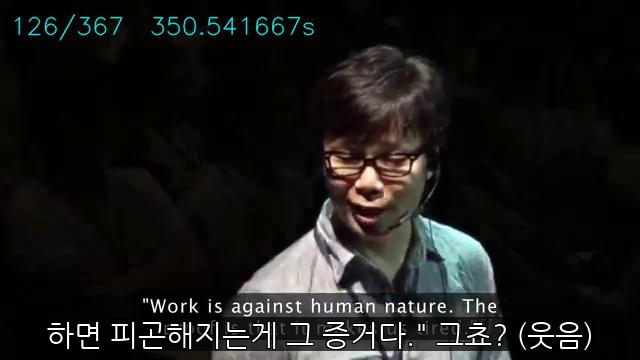 126/367 350.541667s
"Work is against human nature. The
하면 피곤해지는게 그 증거다." 그쵸? (웃음)